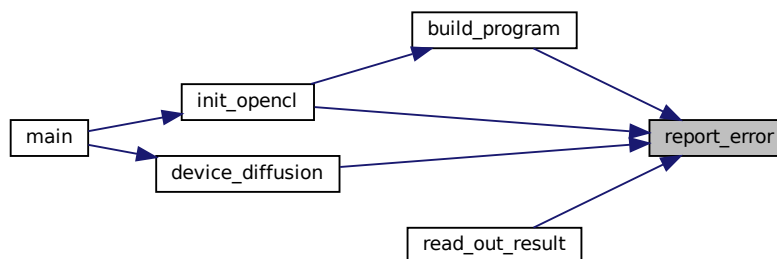 build_program
init_opencl
main
report_error
device_diffusion
read_out_result